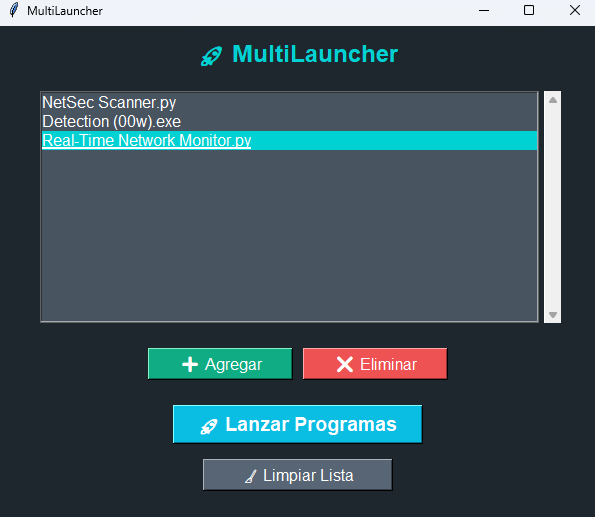 MultiLauncher
🚀 MultiLauncher
NetSec Scanner.py
Detection (00w).exe
Real-Time Network Monitor.py
➕ Agregar
❌ Eliminar
🚀 Lanzar Programas
🧹 Limpiar Lista